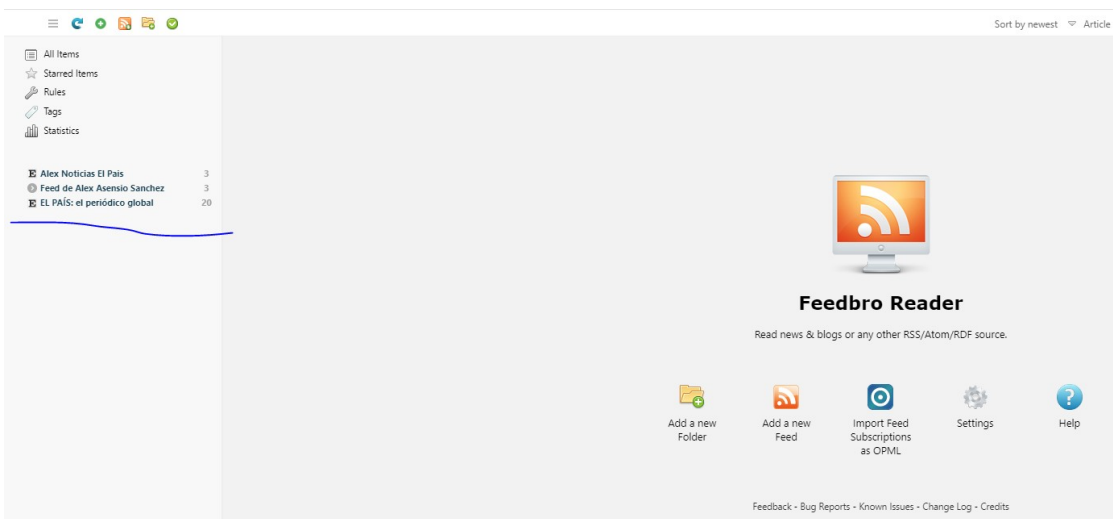 Sort by newest Article
All Items
Starred Items
Rules
Tags
Statistics
E Alex Noticias El Pais 3
Feed de Alex Asensio Sanchez 3
E EL PAÍS: el periódico global 20
Feedbro Reader
Read news & blogs or any other RSS/Atom/RDF source.
Add a new
Folder
Add a new
Feed
Import Feed
Subscriptions
as OPML
Settings
Help
Feedback - Bug Reports - Known Issues - Change Log - Credits